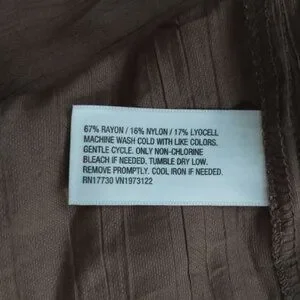 67% RAYON / 16% NYLON / 17% LYOCELL
MACHINE WASH COLD WITH LIKE COLORS.
GENTLE CYCLE. ONLY NON-CHLORINE
BLEACH IF NEEDED. TUMBLE DRY LOW.
REMOVE PROMPTLY. COOL IRON IF NEEDED.
RN17730 VN1973122